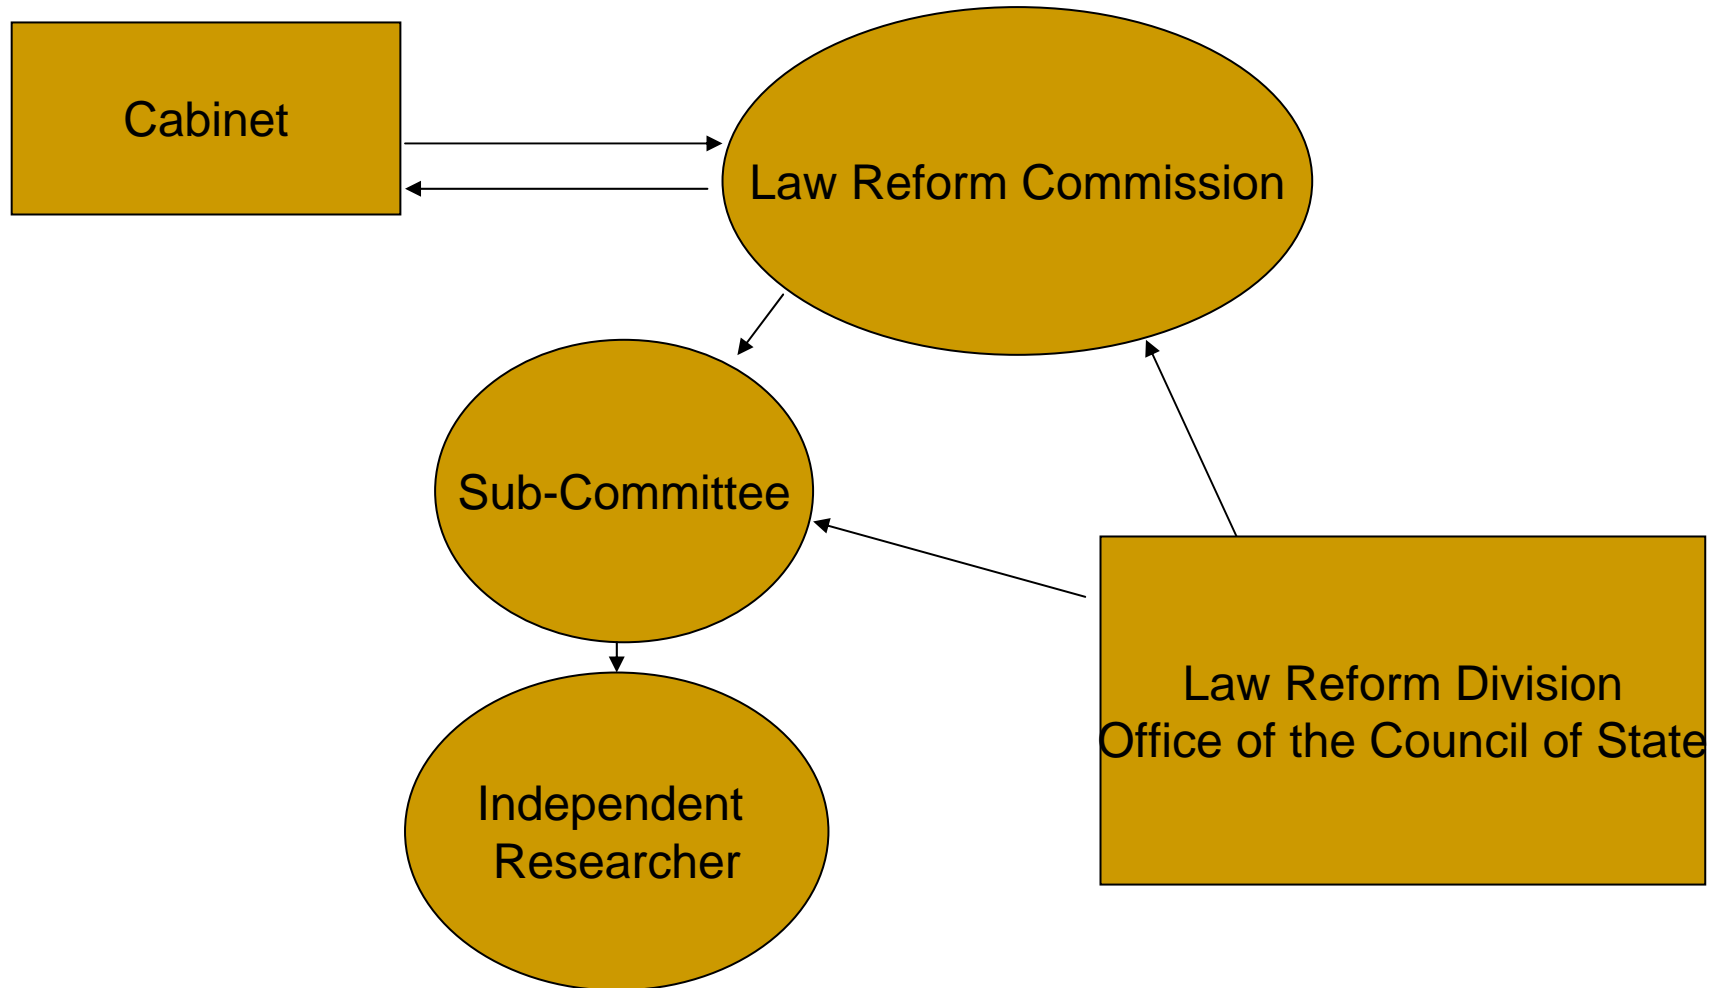 Cabinet
Law Reform Commission
Sub-Committee
Independent
Researcher
Law Reform Division
Office of the Council of State